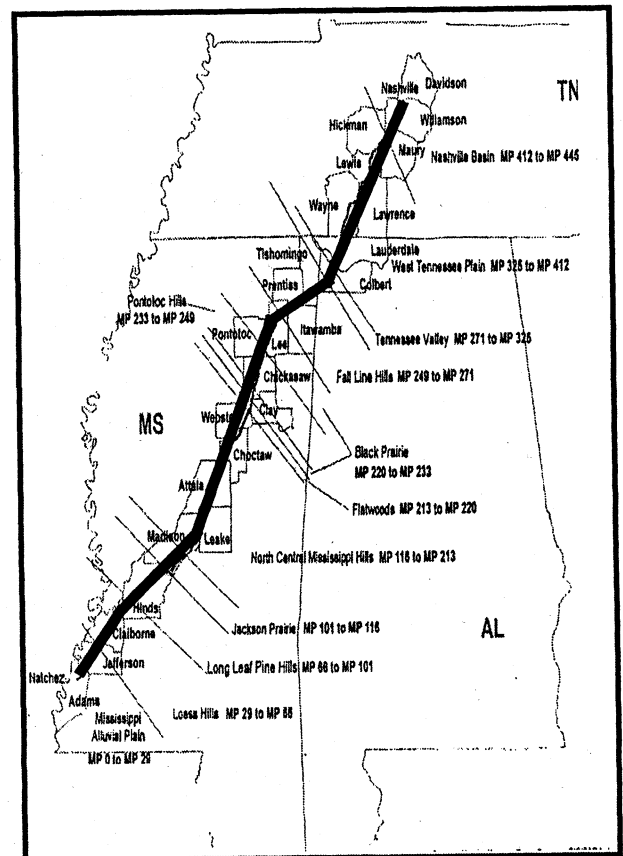 Davidson
Nashville
TN
Williamson
Hickman
Maury
Nashville Basin MP 412 to MP 445
Lewis
Wayne
Lawrence
Tishomingo
Lauderdale
West Tennessee Plain MP 325 to MP 412
Prentiss
Colbert
Pontotoc Hills
MP 233 to MP 249
Itawamba
Pontotoc
Tennessee Valley MP 271 to MP 325
Lee
Chickasaw
Fall Line Hills MP 249 to MP 271
Webster
Clay
MS
Choctaw
Black Prairie
MP 220 to MP 233
Attala
Flatwoods MP 213 to MP 220
Madison
Leake
North Central Mississippi Hills MP 116 to MP 213
Hinds
Jackson Prairie MP 101 to MP 116
AL
Claiborne
Jefferson
Long Leaf Pine Hills MP 66 to MP 101
Natchez
Adams
Loess Hills MP 29 to MP 66
Mississippi
Alluvial Plain
MP 0 to MP 29